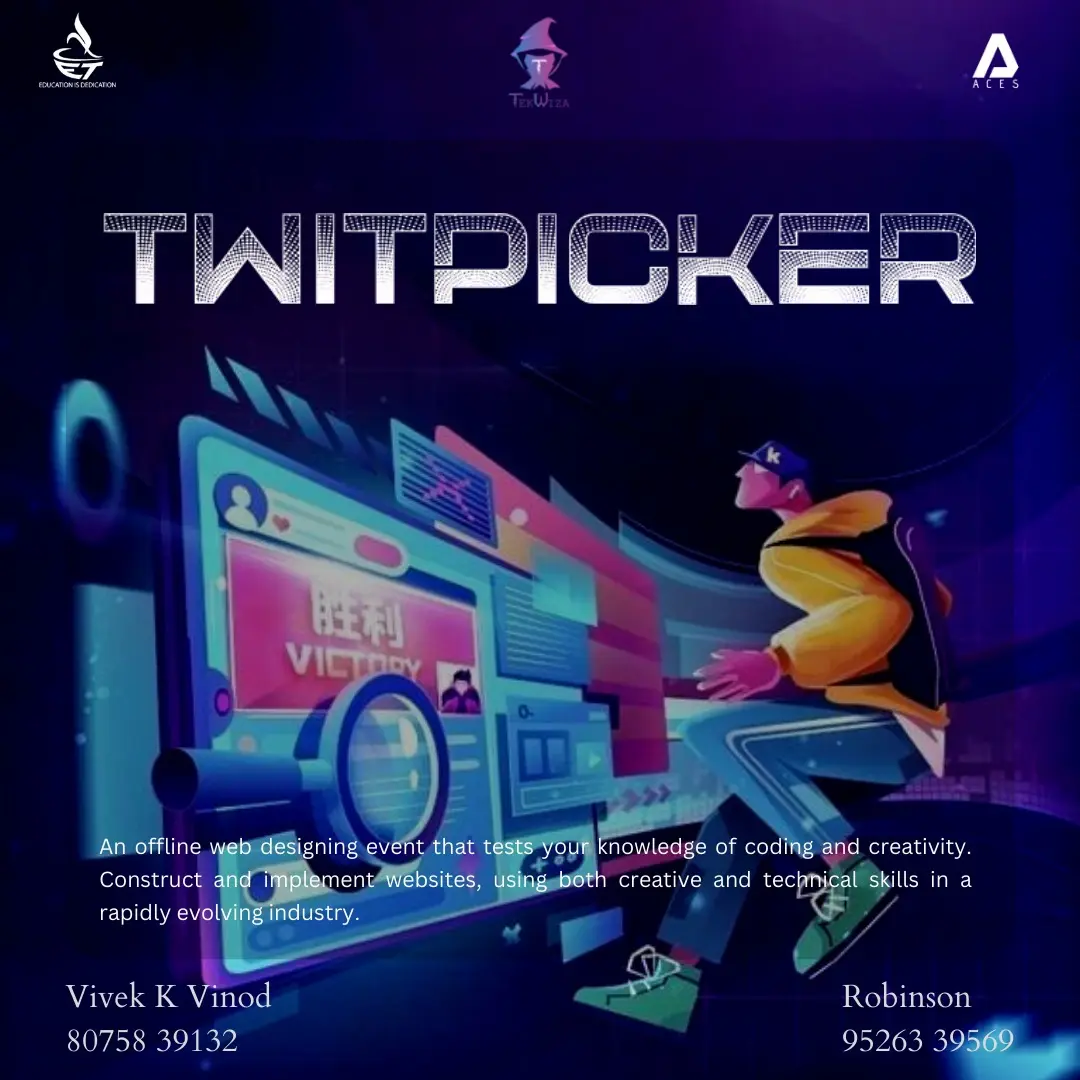 ET
EDUCATION IS DEDICATION
T
TEKWIZA
ACES
TWITPICKER
k
胜利
VICTORY
An offline web designing event that tests your knowledge of coding and creativity.
Construct and implement websites, using both creative and technical skills in a
rapidly evolving industry.
Vivek K Vinod
80758 39132
Robinson
95263 39569